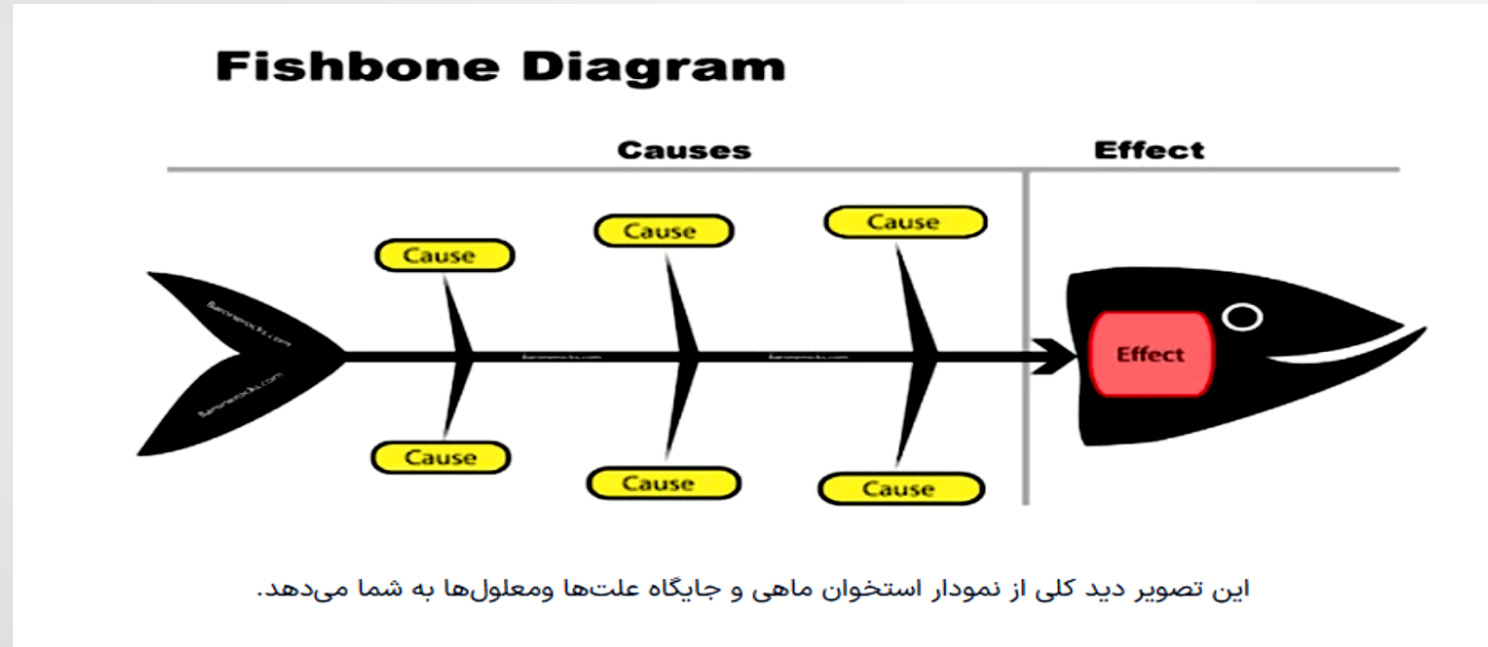 Fishbone Diagram
Causes
Effect
Cause
Cause
Cause
Effect
Cause
Cause
Cause
این تصویر دید کلی از نمودار استخوان ماهی و جایگاه علت‌ها ومعلول‌ها به شما می‌دهد.